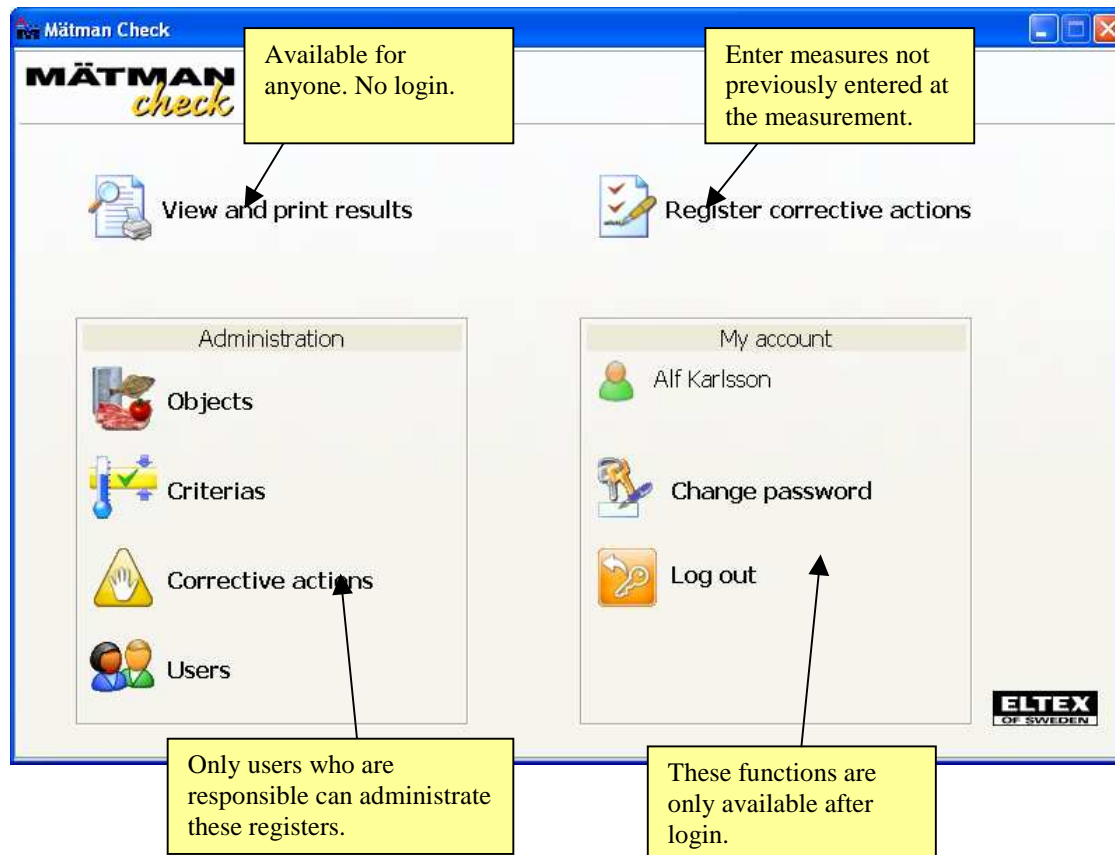 Mätman Check
MÄTMAN
check
Available for
anyone. No login.
Enter measures not
previously entered at
the measurement.
View and print results
Register corrective actions
Administration
Objects
Criterias
Corrective actions
Users
My account
Alf Karlsson
Change password
Log out
ELTEX
OF SWEDEN
Only users who are
responsible can administrate
these registers.
These functions are
only available after
login.